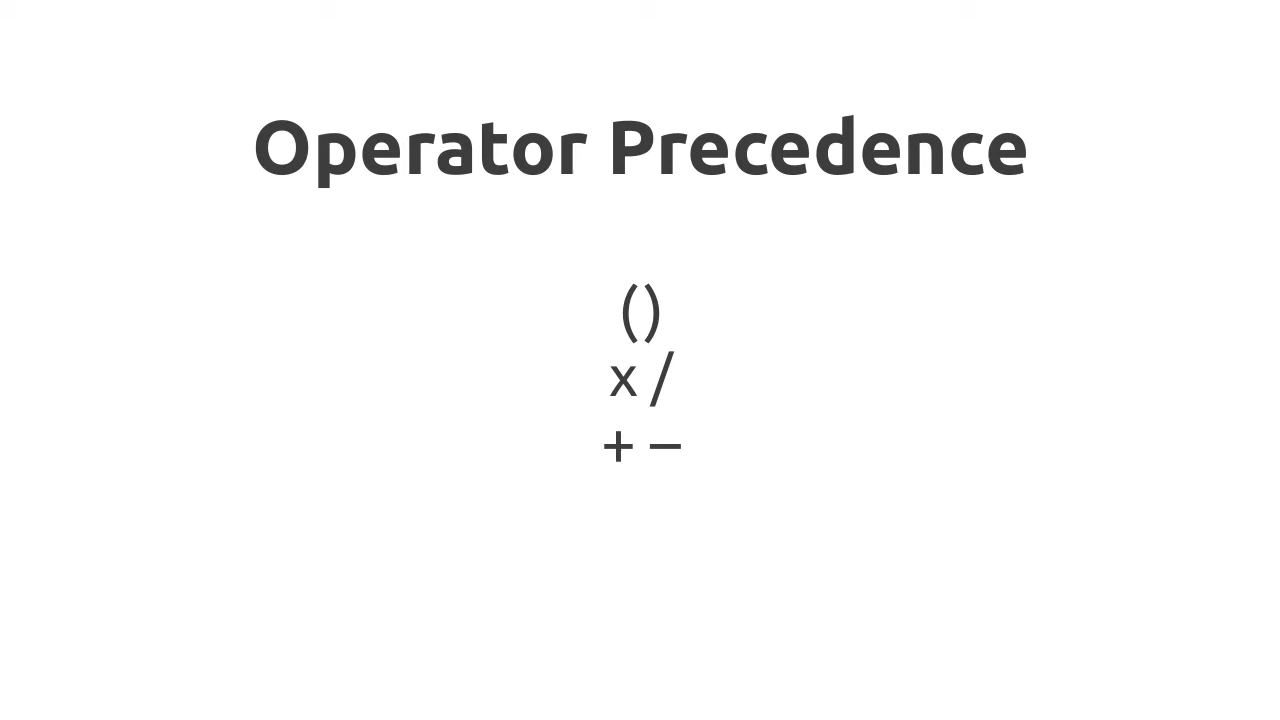 Operator Precedence
()
x /
+ −